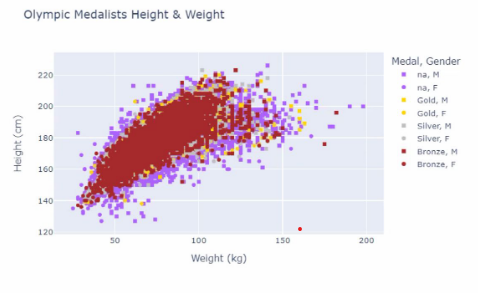 Olympic Medalists Height & Weight
Medal, Gender
na, M
na, F
Gold, M
Gold, F
Silver, M
Silver, F
Bronze, M
Bronze, F
Height (cm)
220
200
180
160
140
120
50
100
150
200
Weight (kg)